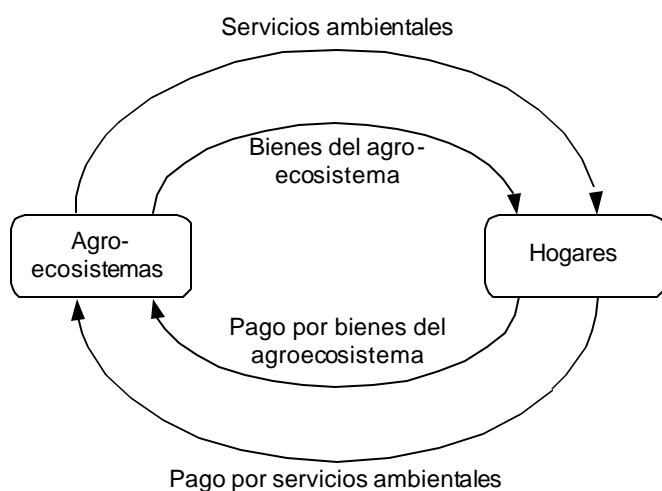 Servicios ambientales
Bienes del agro-
ecosistema
Agro-
ecosistemas
Hogares
Pago por bienes del
agroecosistema
Pago por servicios ambientales